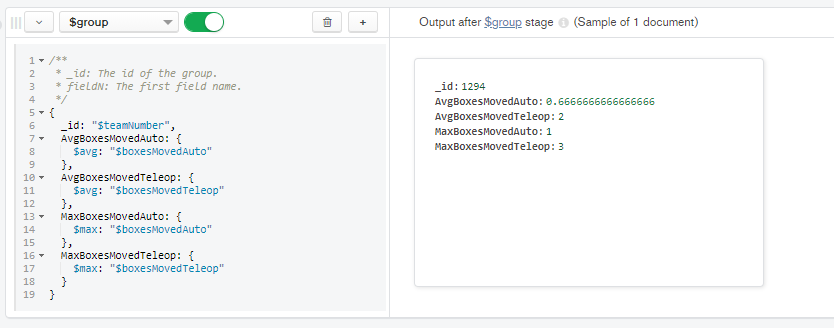 $group
+
Output after $group stage (Sample of 1 document)
1 /**
2 * _id: The id of the group.
3 * fieldN: The first field name.
4 */
5 {
6 _id: "$teamNumber",
7 AvgBoxesMovedAuto: {
8 $avg: "$boxesMovedAuto"
9 },
10 AvgBoxesMovedTeleop: {
11 $avg: "$boxesMovedTeleop"
12 },
13 MaxBoxesMovedAuto: {
14 $max: "$boxesMovedAuto"
15 },
16 MaxBoxesMovedTeleop: {
17 $max: "$boxesMovedTeleop"
18 }
19 }
_id: 1294
AvgBoxesMovedAuto: 0.6666666666666666
AvgBoxesMovedTeleop: 2
MaxBoxesMovedAuto: 1
MaxBoxesMovedTeleop: 3